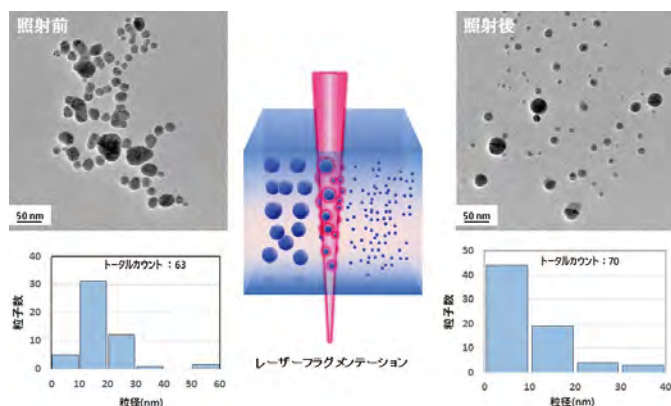 照射前
50 nm
照射後
50 nm
トータルカウント：63
粒子数
40
30
20
10
0
0 10 20 30 40 50 60
粒径(nm)
レーザーフラグメンテーション
トータルカウント：70
粒子数
50
40
30
20
10
0
0 10 20 30 40
粒径(nm)